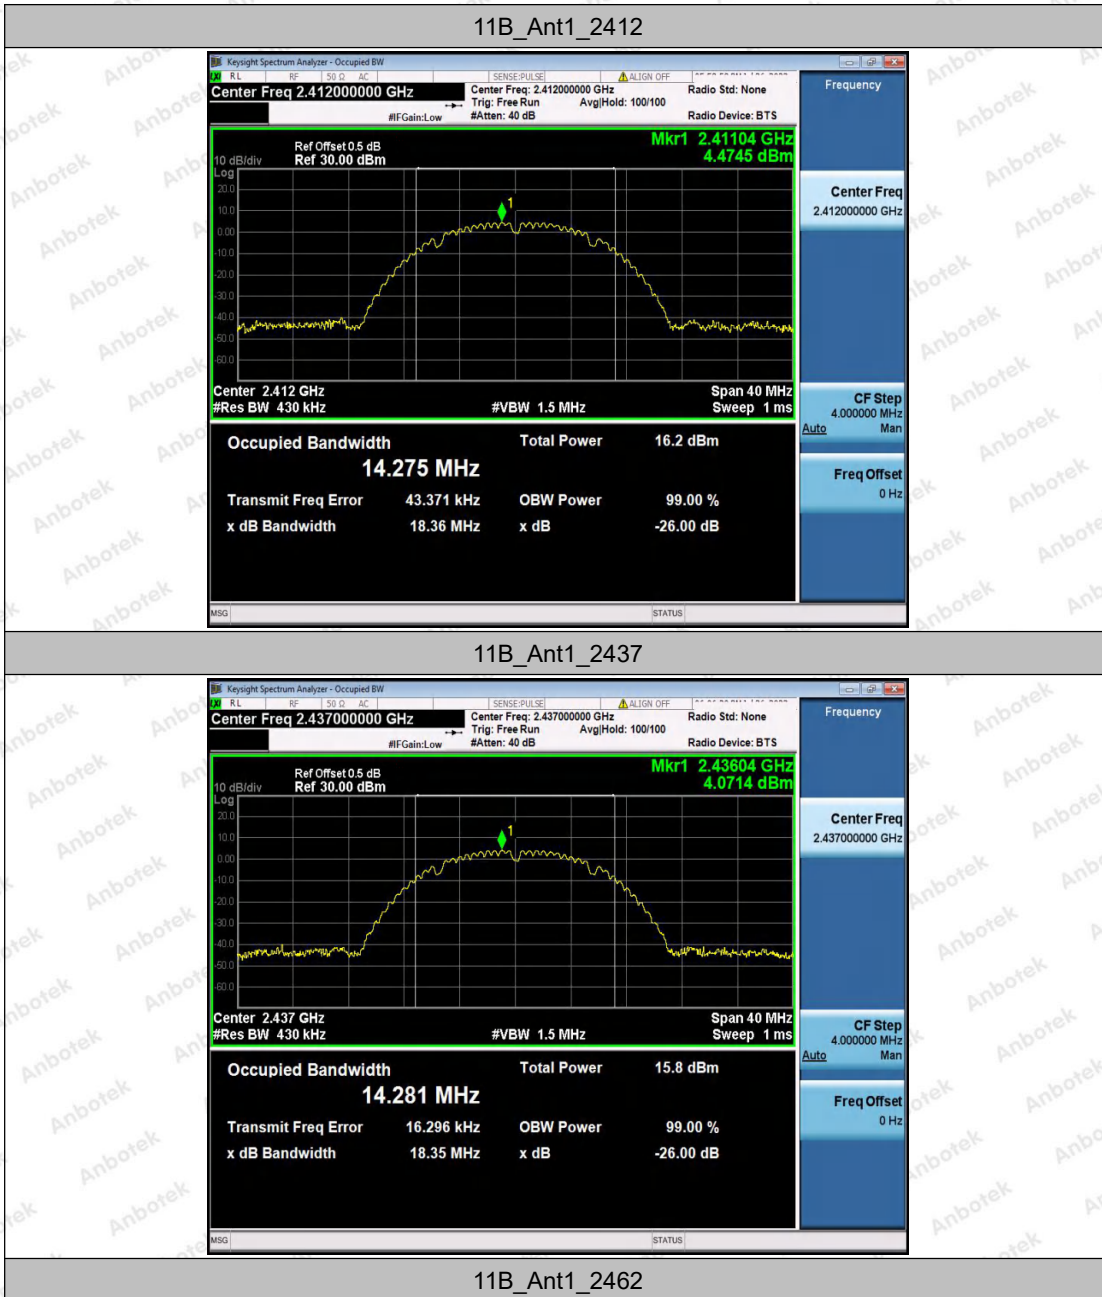 11B_Ant1_2412
Keysight Spectrum Analyzer - Occupied BW
RL RF 50 Ω AC SENSE:PULSE ALIGN OFF
Center Freq 2.412000000 GHz
Center Freq: 2.412000000 GHz Radio Std: None
Trig: Free Run Avg|Hold: 100/100
#IFGain:Low #Atten: 40 dB Radio Device: BTS
Frequency
Mkr1 2.41104 GHz
4.4745 dBm
Ref Offset 0.5 dB
10 dB/div Ref 30.00 dBm
Log
20.0
10.0
0.00
-10.0
-20.0
-30.0
-40.0
-50.0
-60.0
1
Center 2.412 GHz Span 40 MHz
#Res BW 430 kHz #VBW 1.5 MHz Sweep 1 ms
Center Freq
2.412000000 GHz
CF Step
4.000000 MHz
Auto Man
Freq Offset
0 Hz
Occupied Bandwidth Total Power 16.2 dBm
14.275 MHz
Transmit Freq Error 43.371 kHz OBW Power 99.00 %
x dB Bandwidth 18.36 MHz x dB -26.00 dB
MSG STATUS
11B_Ant1_2437
Keysight Spectrum Analyzer - Occupied BW
RL RF 50 Ω AC SENSE:PULSE ALIGN OFF
Center Freq 2.437000000 GHz
Center Freq: 2.437000000 GHz Radio Std: None
Trig: Free Run Avg|Hold: 100/100
#IFGain:Low #Atten: 40 dB Radio Device: BTS
Frequency
Mkr1 2.43604 GHz
4.0714 dBm
Ref Offset 0.5 dB
10 dB/div Ref 30.00 dBm
Log
20.0
10.0
0.00
-10.0
-20.0
-30.0
-40.0
-50.0
-60.0
1
Center 2.437 GHz Span 40 MHz
#Res BW 430 kHz #VBW 1.5 MHz Sweep 1 ms
Center Freq
2.437000000 GHz
CF Step
4.000000 MHz
Auto Man
Freq Offset
0 Hz
Occupied Bandwidth Total Power 15.8 dBm
14.281 MHz
Transmit Freq Error 16.296 kHz OBW Power 99.00 %
x dB Bandwidth 18.35 MHz x dB -26.00 dB
MSG STATUS
11B_Ant1_2462